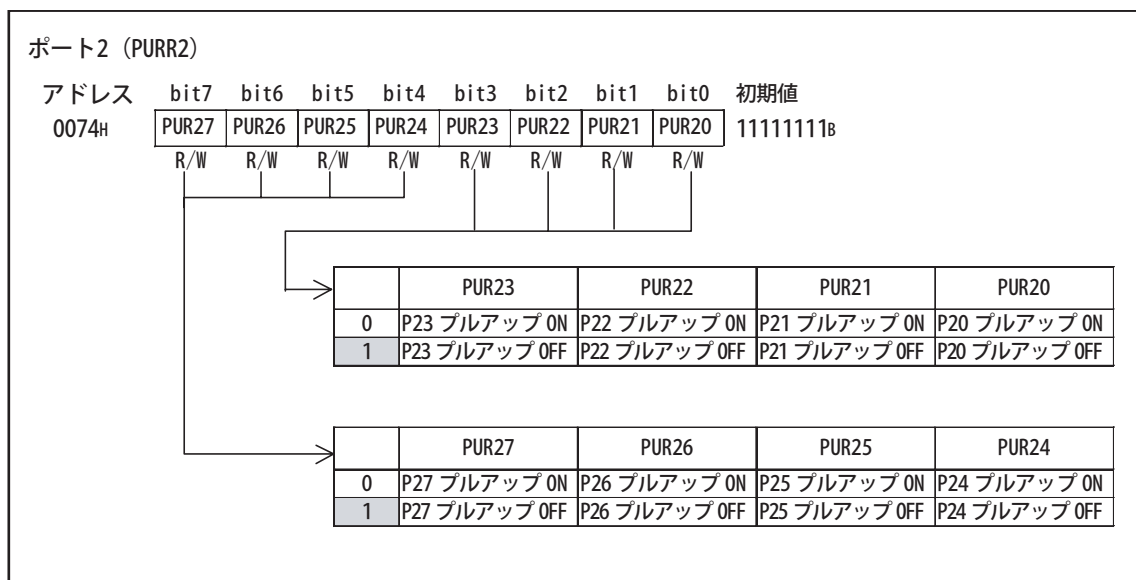 ポート2（PURR2）
アドレス bit7 bit6 bit5 bit4 bit3 bit2 bit1 bit0 初期値
0074H PUR27 PUR26 PUR25 PUR24 PUR23 PUR22 PUR21 PUR20 11111111B
R/W R/W R/W R/W R/W R/W R/W R/W
PUR23 PUR22 PUR21 PUR20
0 P23 プルアップ ON P22 プルアップ ON P21 プルアップ ON P20 プルアップ ON
1 P23 プルアップ OFF P22 プルアップ OFF P21 プルアップ OFF P20 プルアップ OFF
PUR27 PUR26 PUR25 PUR24
0 P27 プルアップ ON P26 プルアップ ON P25 プルアップ ON P24 プルアップ ON
1 P27 プルアップ OFF P26 プルアップ OFF P25 プルアップ OFF P24 プルアップ OFF